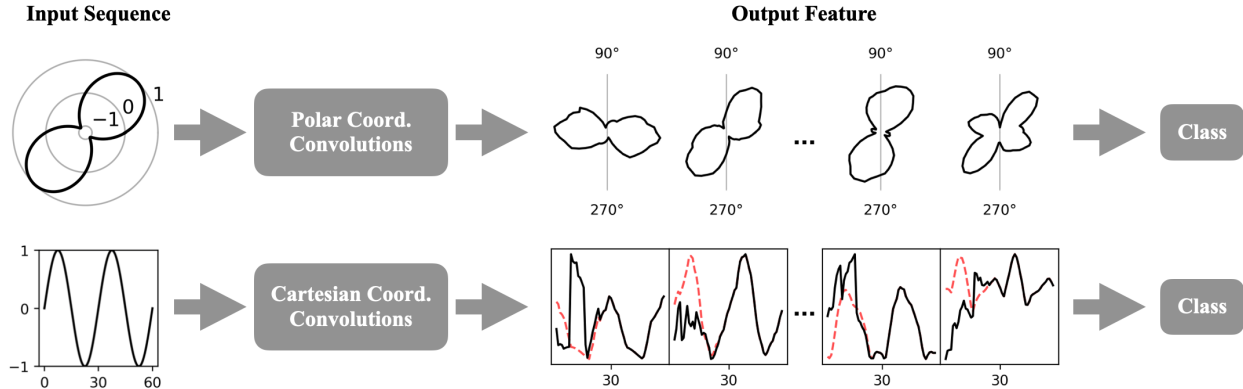 Input Sequence
Output Feature
90°
90°
90°
90°
1
0
−1
Polar Coord.
Convolutions
...
Class
270°
270°
270°
270°
1
0
−1
0
30
60
Cartesian Coord.
Convolutions
...
Class
30
30
30
30